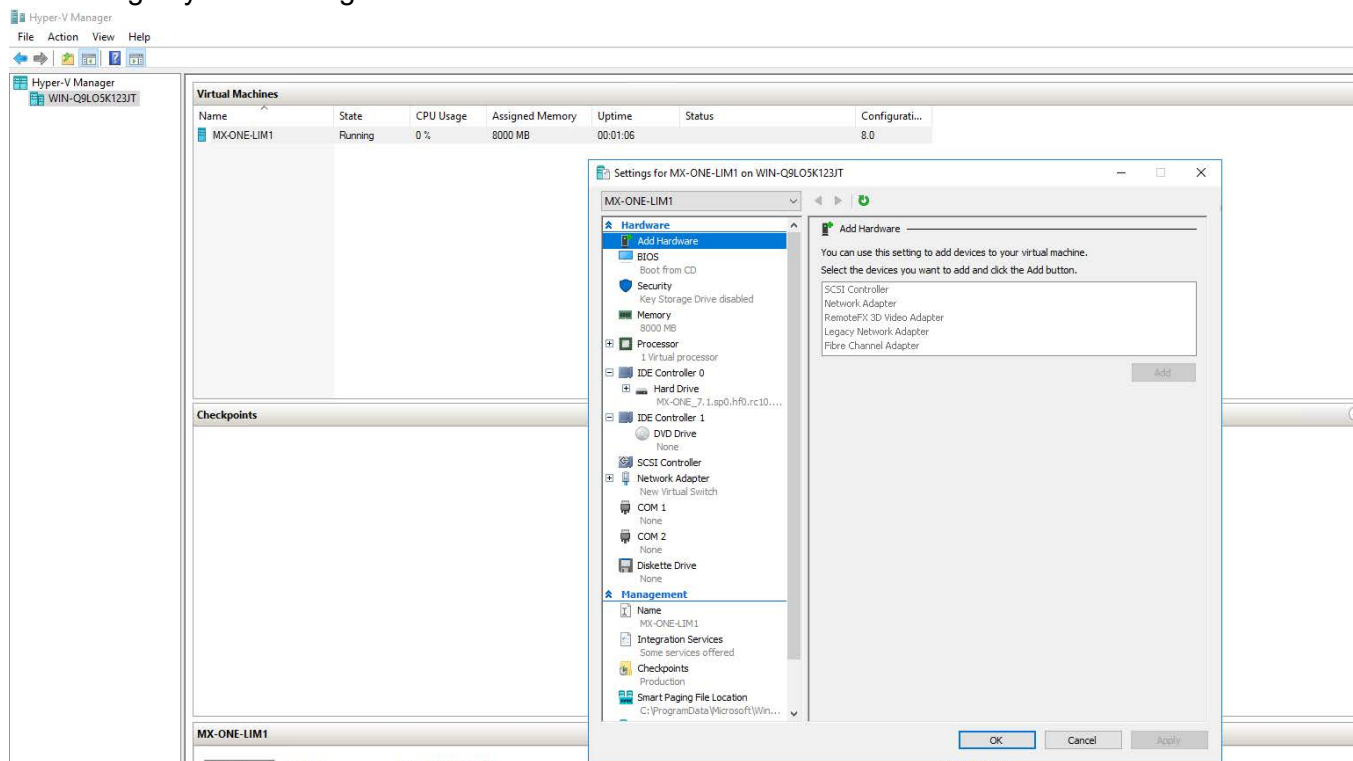 Hyper-V Manager
File Action View Help
Hyper-V Manager
WIN-Q9LO5K123JT
Virtual Machines
Name State CPU Usage Assigned Memory Uptime Status Configurati...
MX-ONE-LIM1 Running 0 % 8000 MB 00:01:06 8.0
Checkpoints
MX-ONE-LIM1
Settings for MX-ONE-LIM1 on WIN-Q9LO5K123JT
MX-ONE-LIM1
Hardware
Add Hardware
BIOS
Boot from CD
Security
Key Storage Drive disabled
Memory
8000 MB
Processor
1 Virtual processor
IDE Controller 0
Hard Drive
MX-ONE_7.1.sp0.hf0.rc10....
IDE Controller 1
DVD Drive
None
SCSI Controller
Network Adapter
New Virtual Switch
COM 1
None
COM 2
None
Diskette Drive
None
Management
Name
MX-ONE-LIM1
Integration Services
Some services offered
Checkpoints
Production
Smart Paging File Location
C:\ProgramData\Microsoft\Win...
Add Hardware
You can use this setting to add devices to your virtual machine.
Select the devices you want to add and click the Add button.
SCSI Controller
Network Adapter
RemoteFX 3D Video Adapter
Legacy Network Adapter
Fibre Channel Adapter
Add
OK Cancel Apply